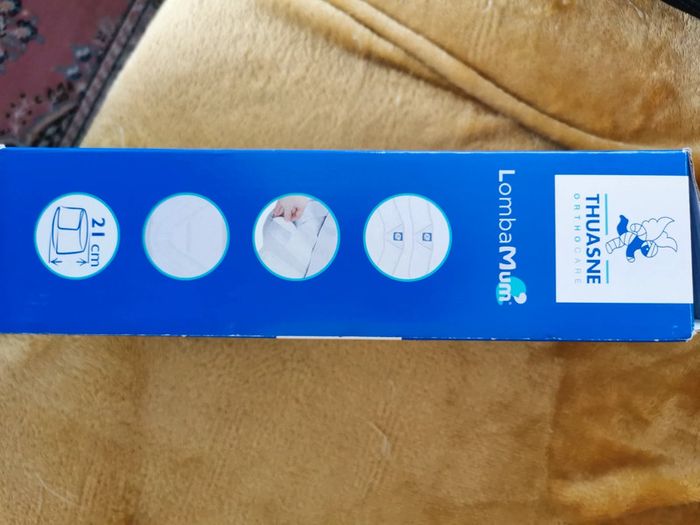 THUASNE
ORTHOCARE
LombaMum'
21 cm